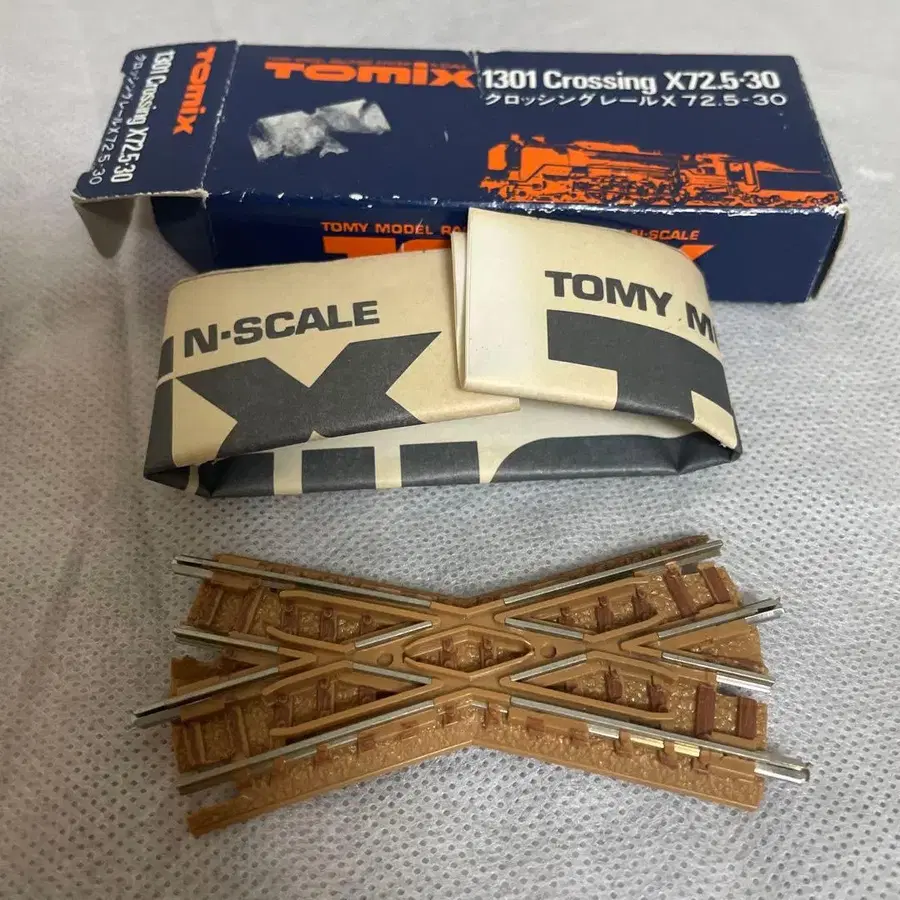 TOMIX
1301 Crossing X72.5-30
クロッシングレールX72.5-30
TOMIX
1301 Crossing X72.5·30
クロッシングレールX72.5-30
TOMY MODEL
N-SCALE
N·SCALE
TOMY